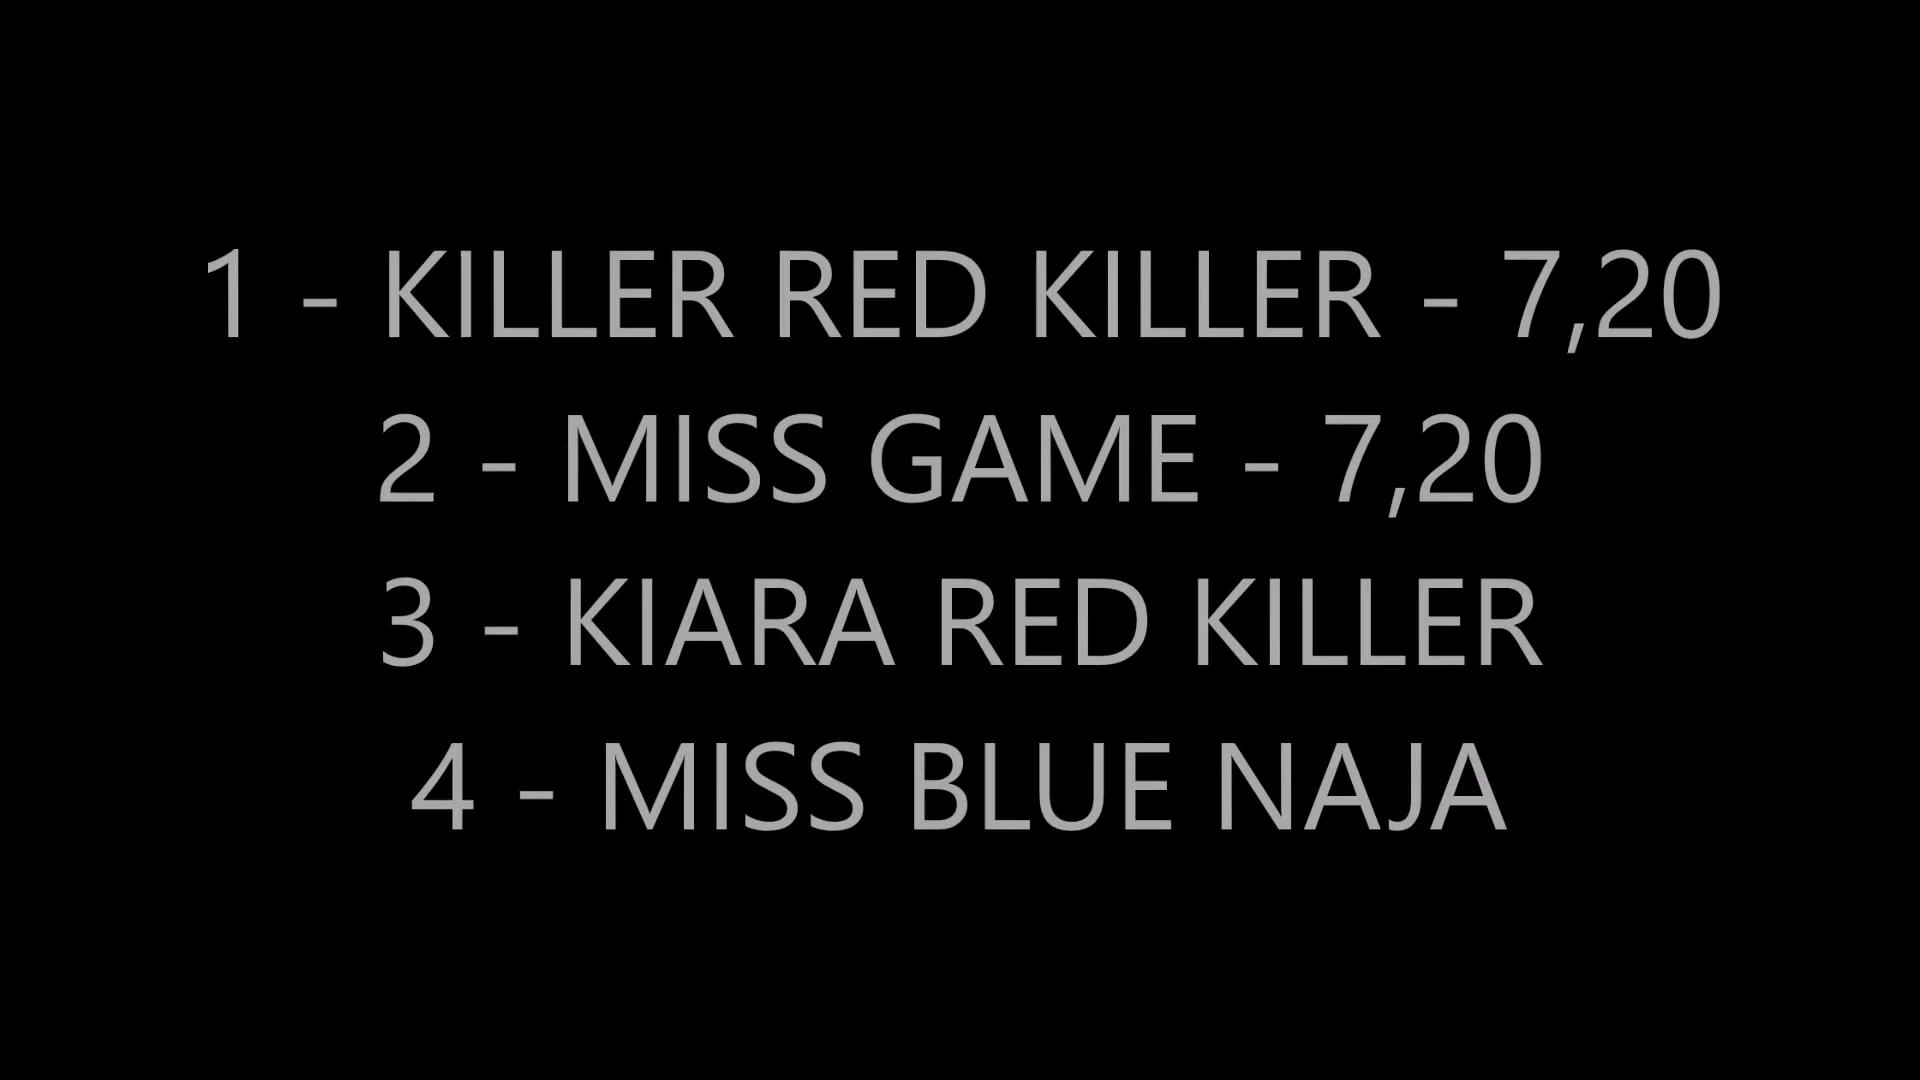 1 - KILLER RED KILLER - 7,20
2 - MISS GAME - 7,20
3 - KIARA RED KILLER
4 - MISS BLUE NAJA